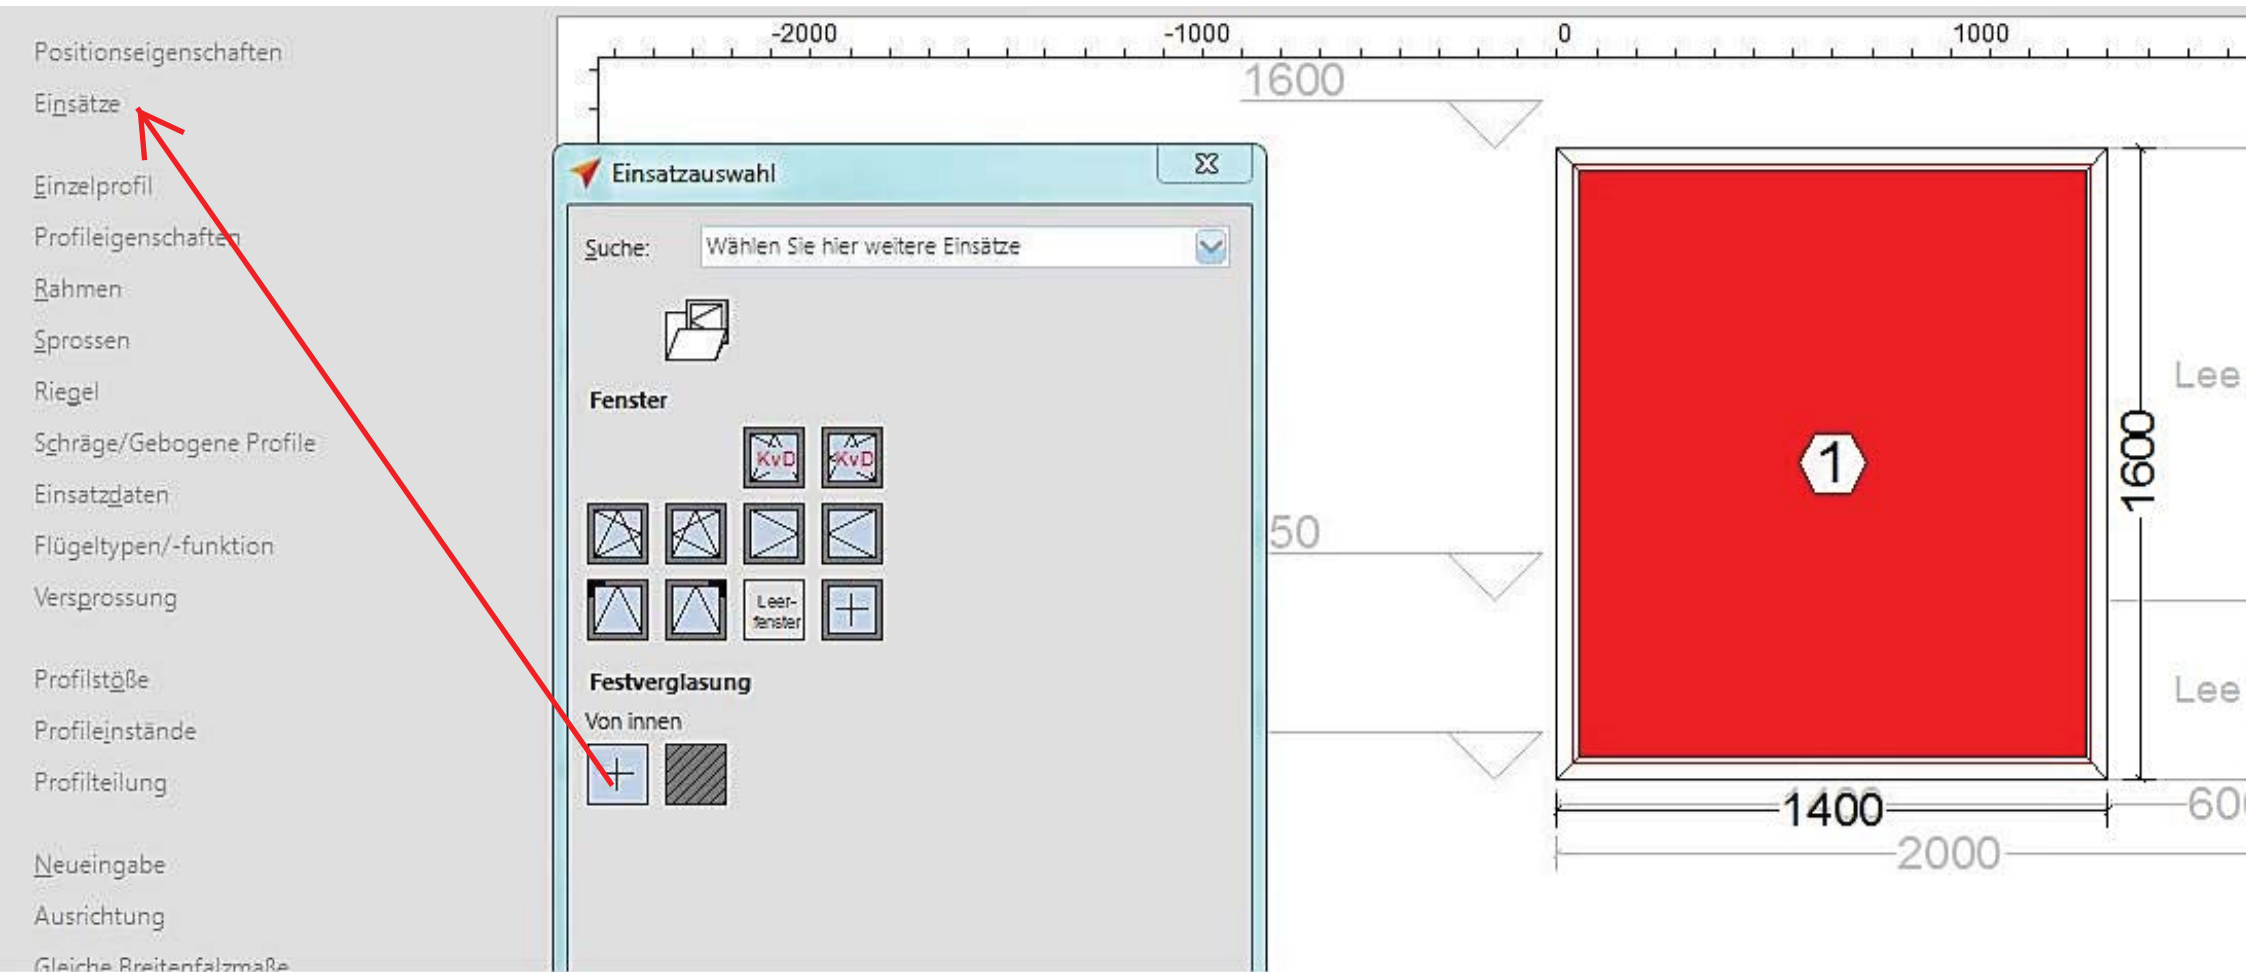 Positionseigenschaften
Einsätze
Einzelprofil
Profileigenschaften
Rahmen
Sprossen
Riegel
Schräge/Gebogene Profile
Einsatzdaten
Flügeltypen/-funktion
Versprossung
Profilstöße
Profileinstände
Profilteilung
Neueingabe
Ausrichtung
Gleiche Breitenfalzmaße
Einsatzauswahl
Suche: Wählen Sie hier weitere Einsätze
Fenster
KvD KvD
Leer-
fenster
Festverglasung
Von innen
-2000 -1000 0 1000
1600
50
1
1600
Lee
Lee
1400
600
2000